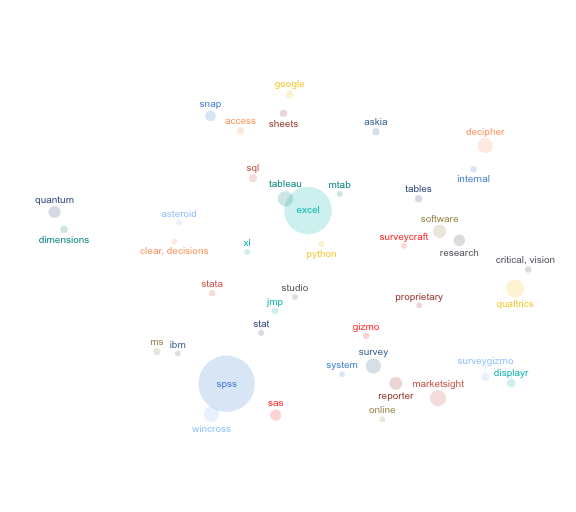 google
snap
access
sheets
askia
decipher
sql
internal
tableau
mtab
tables
quantum
asteroid
excel
software
dimensions
clear, decisions
xl
python
surveycraft
research
critical, vision
stata
studio
proprietary
qualtrics
jmp
stat
gizmo
ms
ibm
survey
system
surveygizmo
displayr
spss
marketsight
reporter
sas
online
wincross